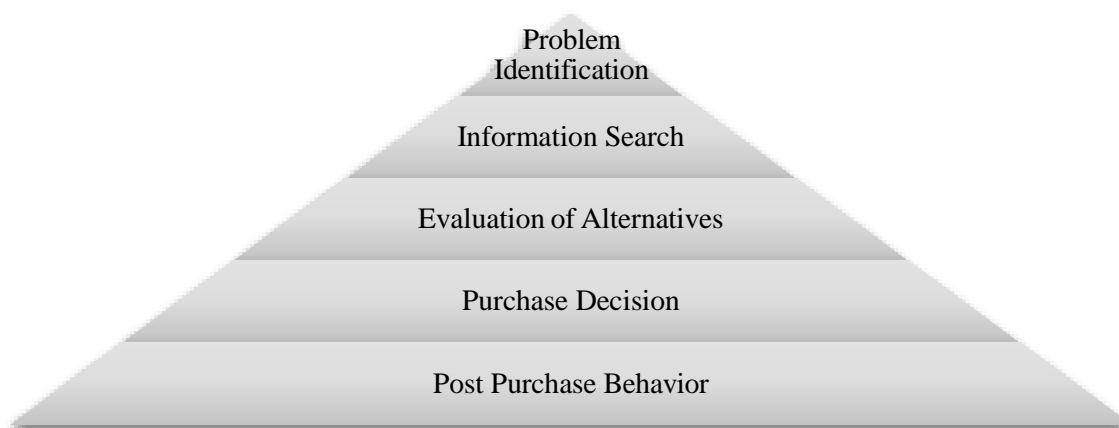 Problem
Identification
Information Search
Evaluation of Alternatives
Purchase Decision
Post Purchase Behavior